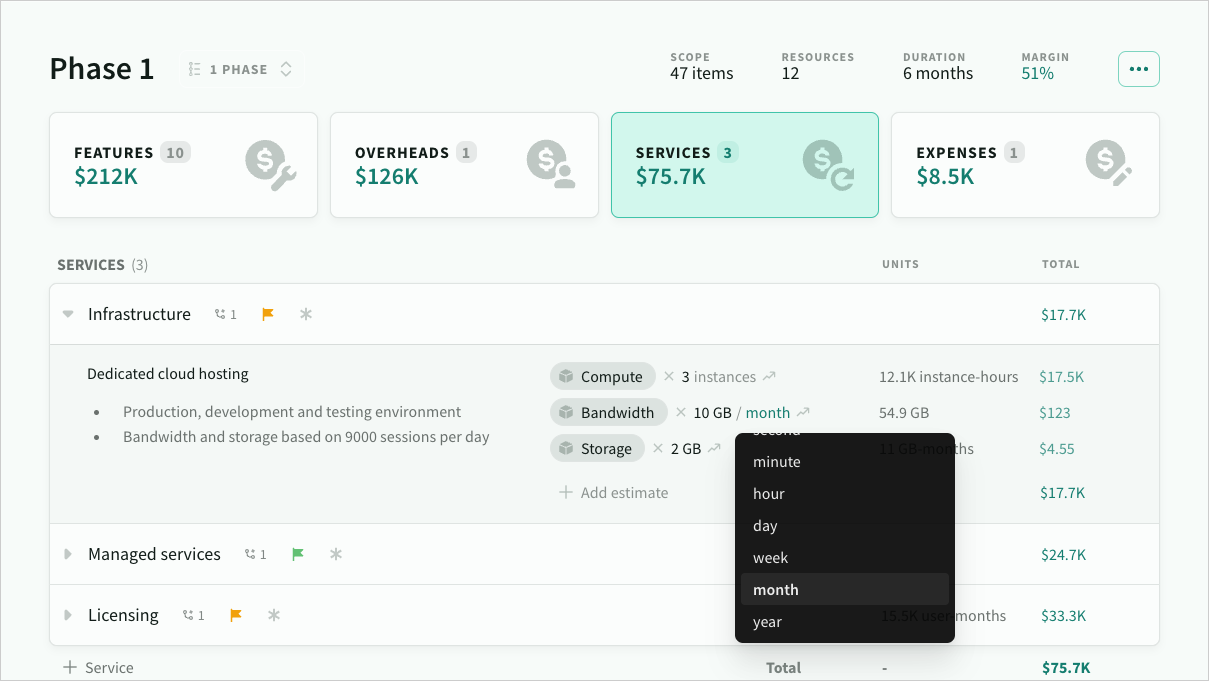 Phase 1
1 PHASE
SCOPE
47 items
RESOURCES
12
DURATION
6 months
MARGIN
51%
FEATURES 10
$212K
OVERHEADS 1
$126K
SERVICES 3
$75.7K
EXPENSES 1
$8.5K
SERVICES (3) UNITS TOTAL
Infrastructure 1 $17.7K
Dedicated cloud hosting
• Production, development and testing environment
• Bandwidth and storage based on 9000 sessions per day
Compute × 3 instances 12.1K instance-hours $17.5K
Bandwidth × 10 GB / month 54.9 GB $123
Storage × 2 GB 11 GB-months $4.55
+ Add estimate $17.7K
second
minute
hour
day
week
month
year
Managed services 1 $24.7K
Licensing 1 15.5K user-months $33.3K
+ Service Total - $75.7K